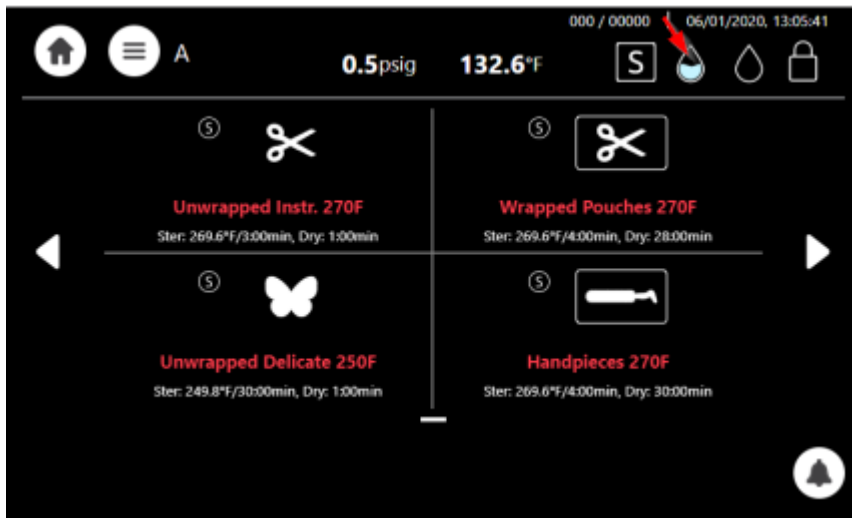 000 / 00000 06/01/2020, 13:05:41
A 0.5psig 132.6°F S
S S
Unwrapped Instr. 270F Wrapped Pouches 270F
Ster: 269.6°F/3:00min, Dry: 1:00min Ster: 269.6°F/4:00min, Dry: 28:00min
S S
Unwrapped Delicate 250F Handpieces 270F
Ster: 249.8°F/30:00min, Dry: 1:00min Ster: 269.6°F/4:00min, Dry: 30:00min